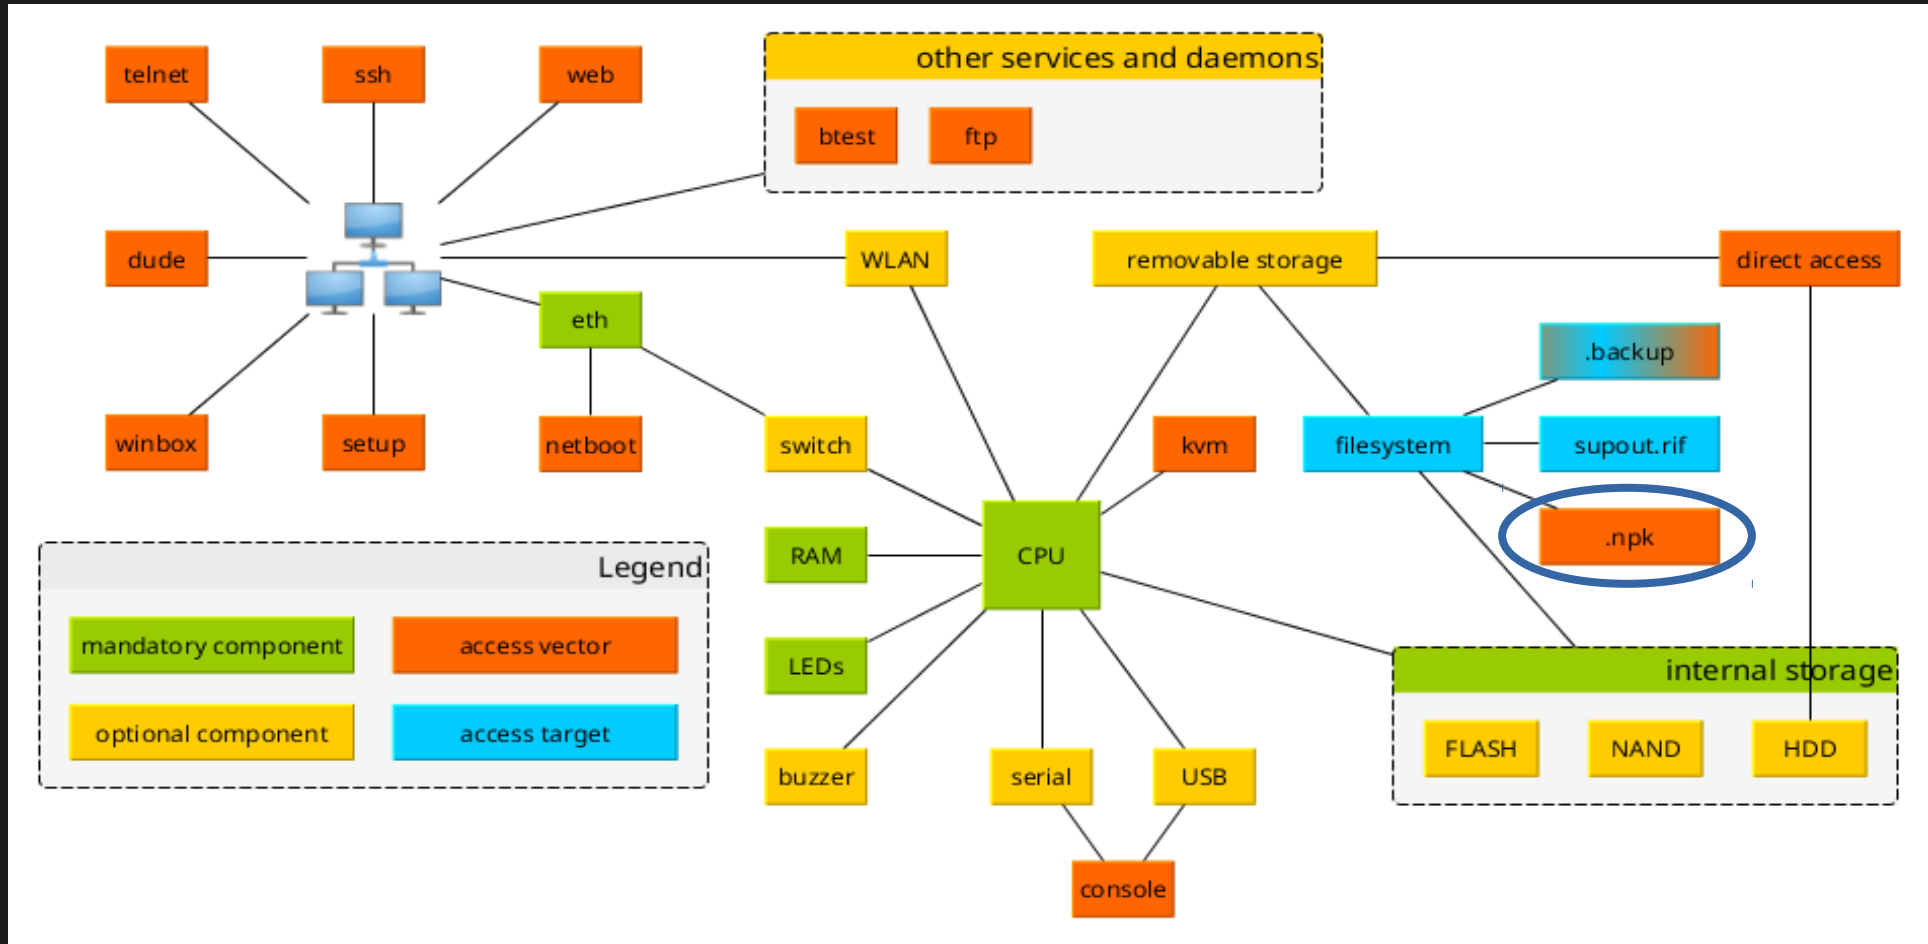 telnet
ssh
web
other services and daemons
btest
ftp
dude
WLAN
removable storage
direct access
eth
.backup
winbox
setup
netboot
switch
kvm
filesystem
supout.rif
.npk
RAM
CPU
Legend
mandatory component
access vector
LEDs
internal storage
optional component
access target
buzzer
serial
USB
FLASH
NAND
HDD
console